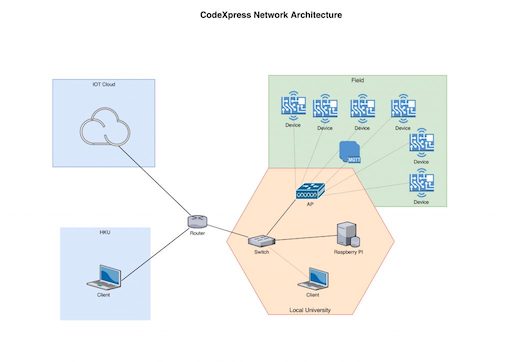 CodeXpress Network Architecture
IOT Cloud
Field
Device
Device
Device
Device
MQTT
Device
Device
AP
HKU
Router
Client
Switch
Raspberry PI
Client
Local University